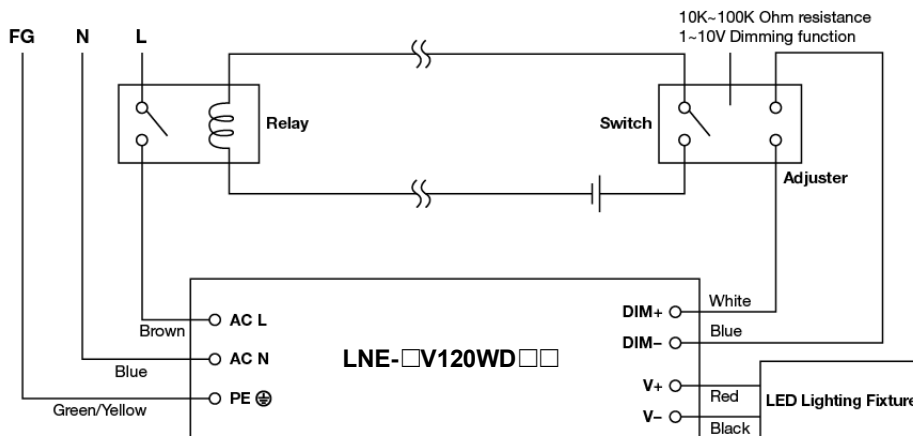 10K~100K Ohm resistance
1~10V Dimming function
FG N L
Relay
Switch
Adjuster
Brown
AC L
Blue
AC N
Green/Yellow
PE
LNE-□V120WD□□
DIM+
White
DIM–
Blue
V+
Red
V–
Black
LED Lighting Fixture